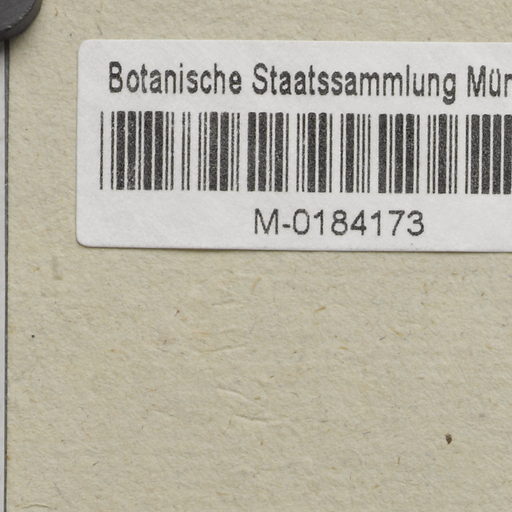 Botanische Staatssammlung Mün
M-0184173